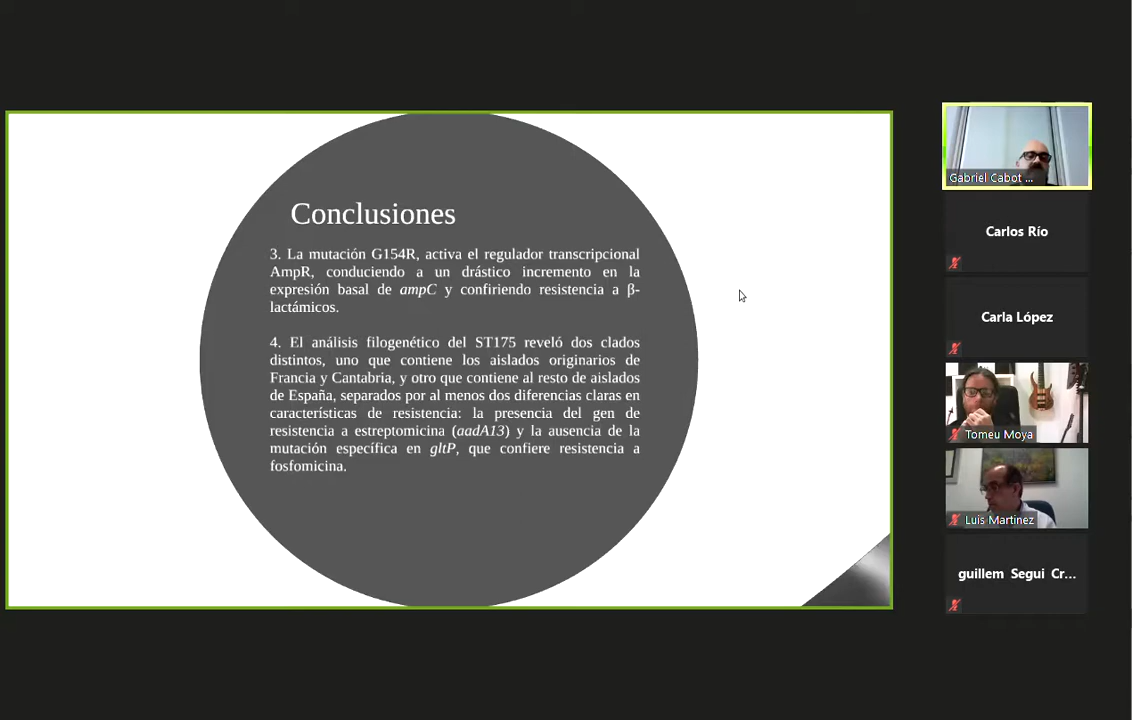 Conclusiones
3. La mutación G154R, activa el regulador transcripcional
AmpR, conduciendo a un drástico incremento en la
expresión basal de ampC y confiriendo resistencia a β-
lactámicos.
4. El análisis filogenético del ST175 reveló dos clados
distintos, uno que contiene los aislados originarios de
Francia y Cantabria, y otro que contiene al resto de aislados
de España, separados por al menos dos diferencias claras en
características de resistencia: la presencia del gen de
resistencia a estreptomicina (aadA13) y la ausencia de la
mutación específica en gltP, que confiere resistencia a
fosfomicina.
Gabriel Cabot ...
Carlos Río
Carla López
Tomeu Moya
Luis Martinez
guillem Segui Cr...